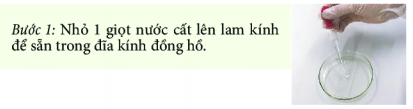 Bước 1: Nhỏ 1 giọt nước cất lên lam kính
để sẵn trong đĩa kính đồng hồ.